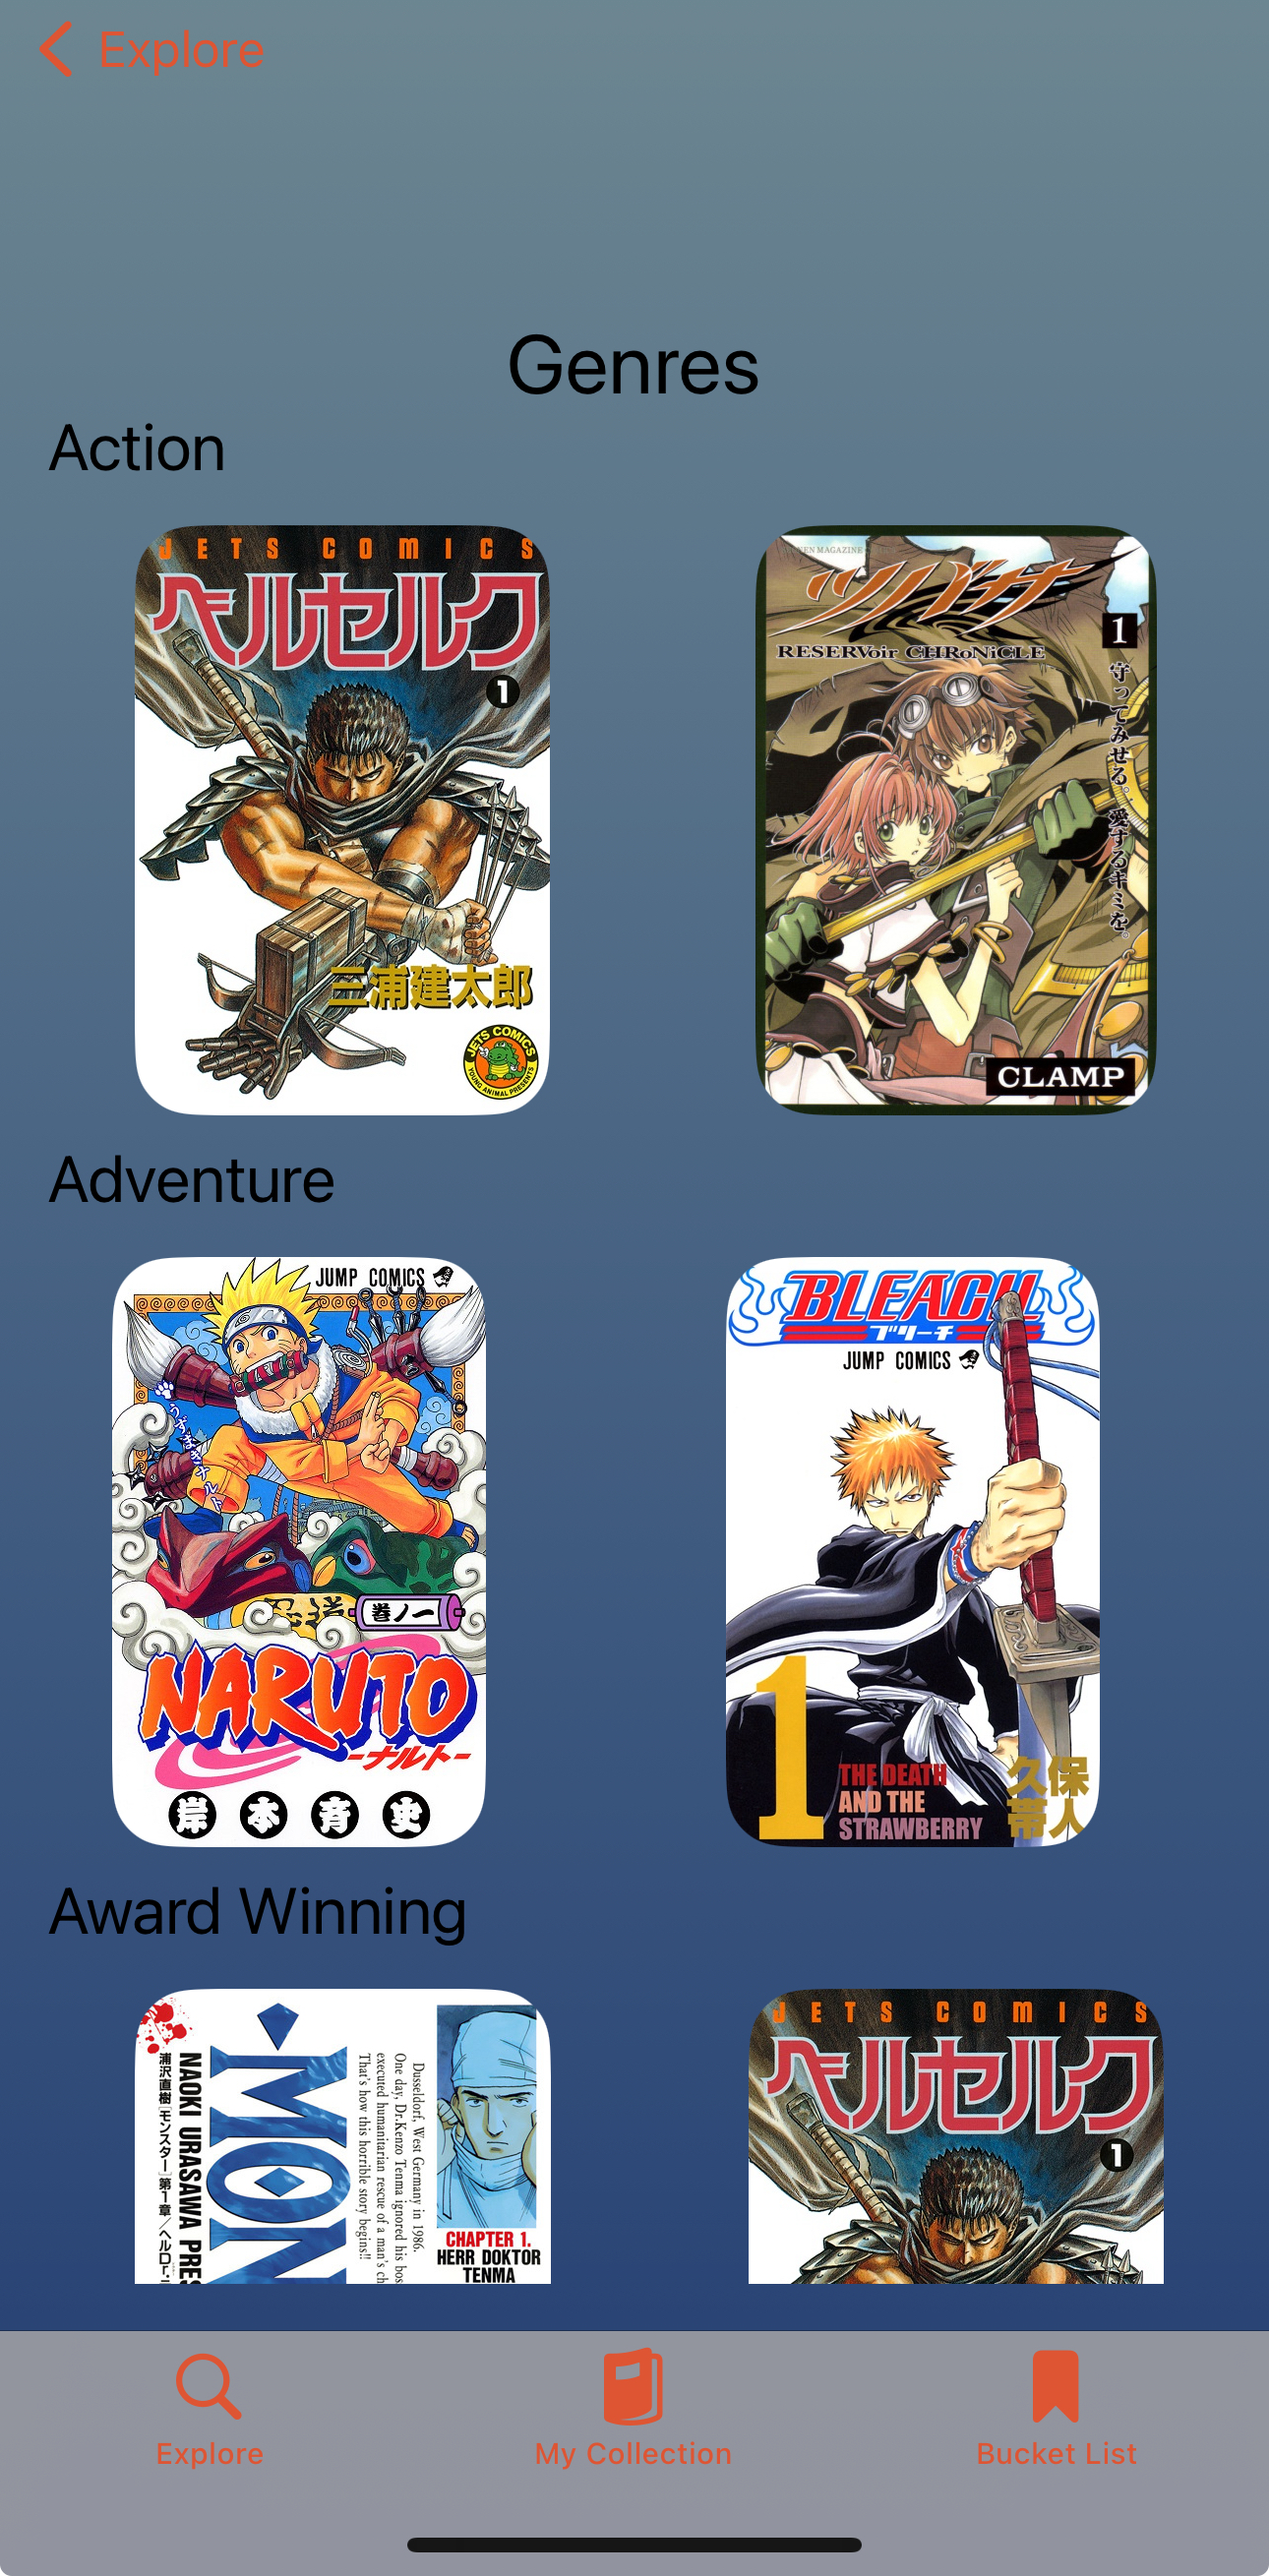 Explore
Genres
Action
JETS COMICS
ベルセルク
1
三浦建太郎
JETS COMICS
YOUNG ANIMAL PRESENTS
MAGAZINE
ツバサ
RESERVoir CHRoNiCLE
1
守ってみせる。愛するキミを。
CLAMP
Adventure
JUMP COMICS
うずまきナルト
巻ノ一
NARUTO
-ナルト-
岸本斉史
BLEACH
ブリーチ
JUMP COMICS
1
THE DEATH
AND THE
STRAWBERRY
久保
帯人
Award Winning
Dusseldorf, West Germany in 1986.
One day, Dr.Kenzo Tenma ignored his bos
executed humanitarian rescue of a man's ch
That's how this horrible story begins!!
MON
NAOKI URASAWA PRES
浦沢直樹[モンスター]第1章/ヘルDr.
CHAPTER 1.
HERR DOKTOR
TENMA
JETS COMICS
ベルセルク
1
Explore
My Collection
Bucket List